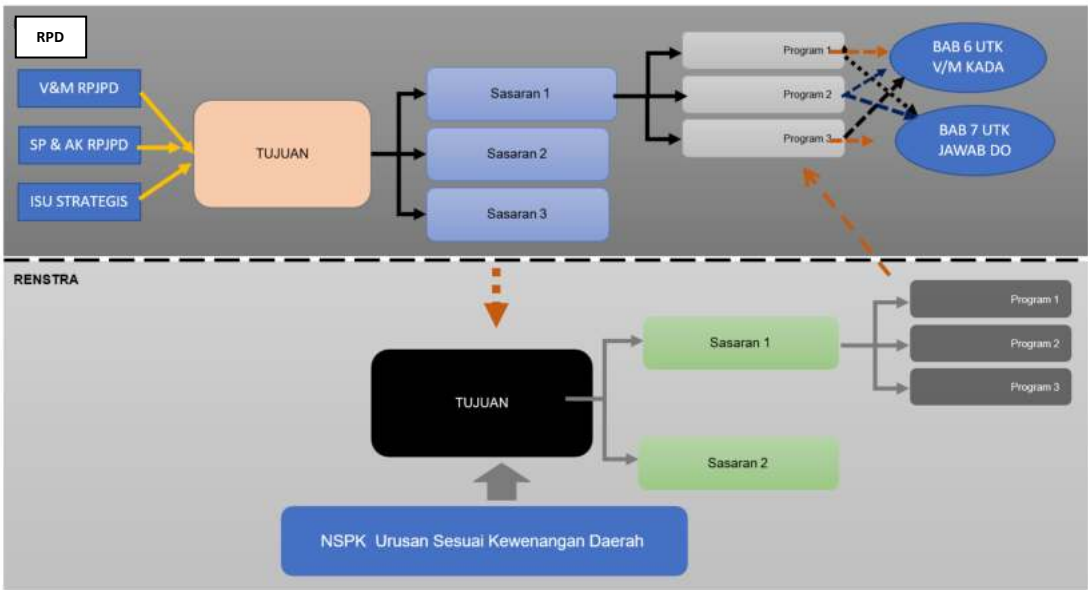 RPD
V&M RPJPD
SP & AK RPJPD
ISU STRATEGIS
TUJUAN
Sasaran 1
Sasaran 2
Sasaran 3
Program 1
Program 2
Program 3
BAB 6 UTK
V/M KADA
BAB 7 UTK
JAWAB DO
RENSTRA
TUJUAN
Sasaran 1
Sasaran 2
Program 1
Program 2
Program 3
NSPK Urusan Sesuai Kewenangan Daerah